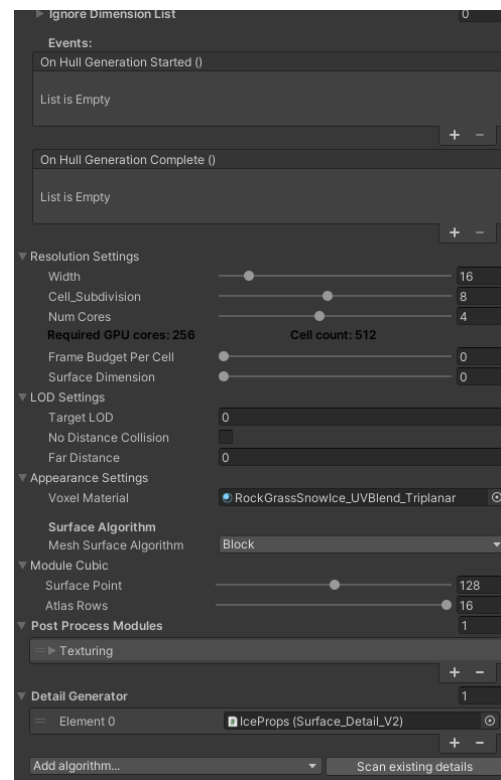 Ignore Dimension List 0
Events:
On Hull Generation Started ()
List is Empty
+ −
On Hull Generation Complete ()
List is Empty
+ −
Resolution Settings
Width 16
Cell_Subdivision 8
Num Cores 4
Required GPU cores: 256 Cell count: 512
Frame Budget Per Cell 0
Surface Dimension 0
LOD Settings
Target LOD 0
No Distance Collision
Far Distance 0
Appearance Settings
Voxel Material RockGrassSnowIce_UVBlend_Triplanar
Surface Algorithm
Mesh Surface Algorithm Block
Module Cubic
Surface Point 128
Atlas Rows 16
Post Process Modules 1
Texturing
+ −
Detail Generator 1
Element 0 IceProps (Surface_Detail_V2)
+ −
Add algorithm... Scan existing details